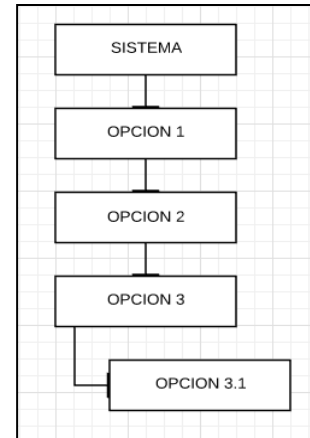 SISTEMA
OPCION 1
OPCION 2
OPCION 3
OPCION 3.1